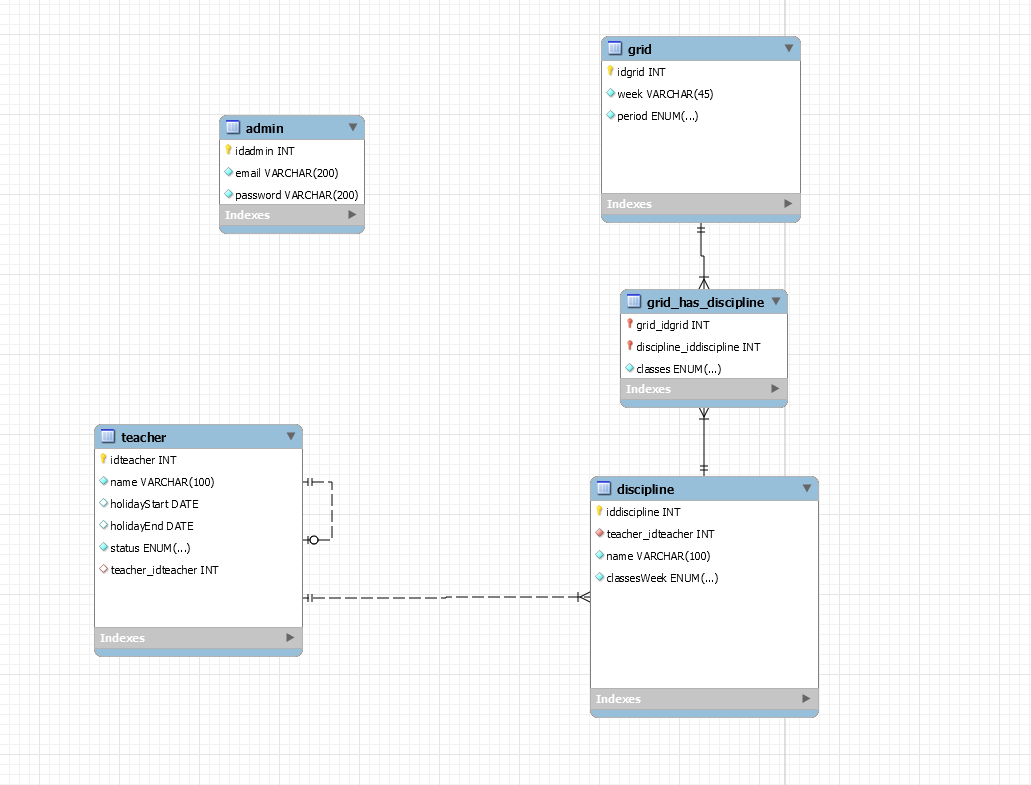 grid
idgrid INT
week VARCHAR(45)
period ENUM(...)
Indexes
admin
idadmin INT
email VARCHAR(200)
password VARCHAR(200)
Indexes
grid_has_discipline
grid_idgrid INT
discipline_iddiscipline INT
classes ENUM(...)
Indexes
teacher
idteacher INT
name VARCHAR(100)
holidayStart DATE
holidayEnd DATE
status ENUM(...)
teacher_idteacher INT
Indexes
discipline
iddiscipline INT
teacher_idteacher INT
name VARCHAR(100)
classesWeek ENUM(...)
Indexes